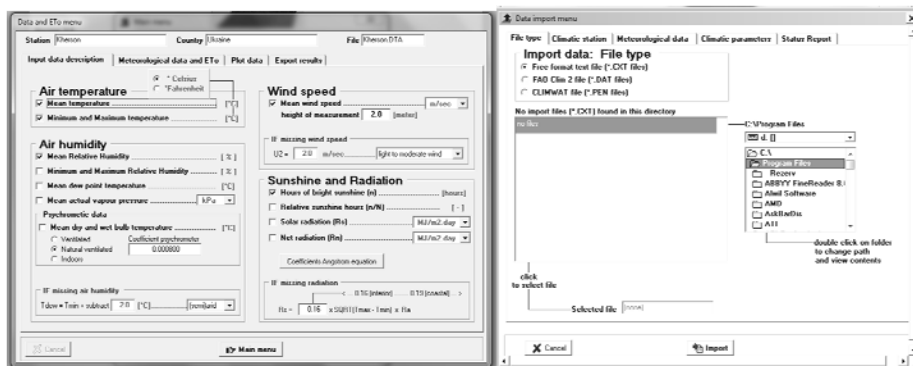 Data and ETo menu
Station Kherson Country Ukraine File Kherson.DTA
Input data description Meteorological data and ETo Plot data Export results
Air temperature
° Celsius
° Fahrenheit
Mean temperature [°C]
Minimum and Maximum temperature [°C]
Air humidity
Mean Relative Humidity [ % ]
Minimum and Maximum Relative Humidity [ % ]
Mean dew point temperature [°C]
Mean actual vapour pressure kPa
Psychrometic data
Mean dry and wet bulb temperature [°C]
Ventilated Coefficient psychrometer
Natural ventilated 0.000800
Indoors
IF missing air humidity
Tdew = Tmin - subtract 2.0 [°C] (semi)arid
Wind speed
Mean wind speed m/sec
height of measurement 2.0 [meter]
IF missing wind speed
U2 = 2.0 m/sec light to moderate wind
Sunshine and Radiation
Hours of bright sunshine (n) [hours]
Relative sunshine hours (n/N) [ - ]
Solar radiation (Rs) MJ/m2.day
Net radiation (Rn) MJ/m2.day
Coefficients Angstrom equation
IF missing radiation
<... 0.16 (interior) ..... 0.19 (coastal) ...>
Rs = 0.16 x SQRT(Tmax - Tmin) x Ra
Cancel Main menu
Data import menu
File type Climatic station Meteorological data Climatic parameters Status Report
Import data: File type
Free format text file (*.CXT files)
FAO Clim 2 file (*.DAT files)
CLIMWAT file (*.PEN files)
No import files (*.CXT) found in this directory
no files
C:\Program Files
d: []
C:\
Program Files
Rezerv
ABBYY FineReader 8.
Alwil Software
AMD
AskBarDis
ATI
double click on folder
to change path
and view contents
click
to select file
Selected file (none)
Cancel Import